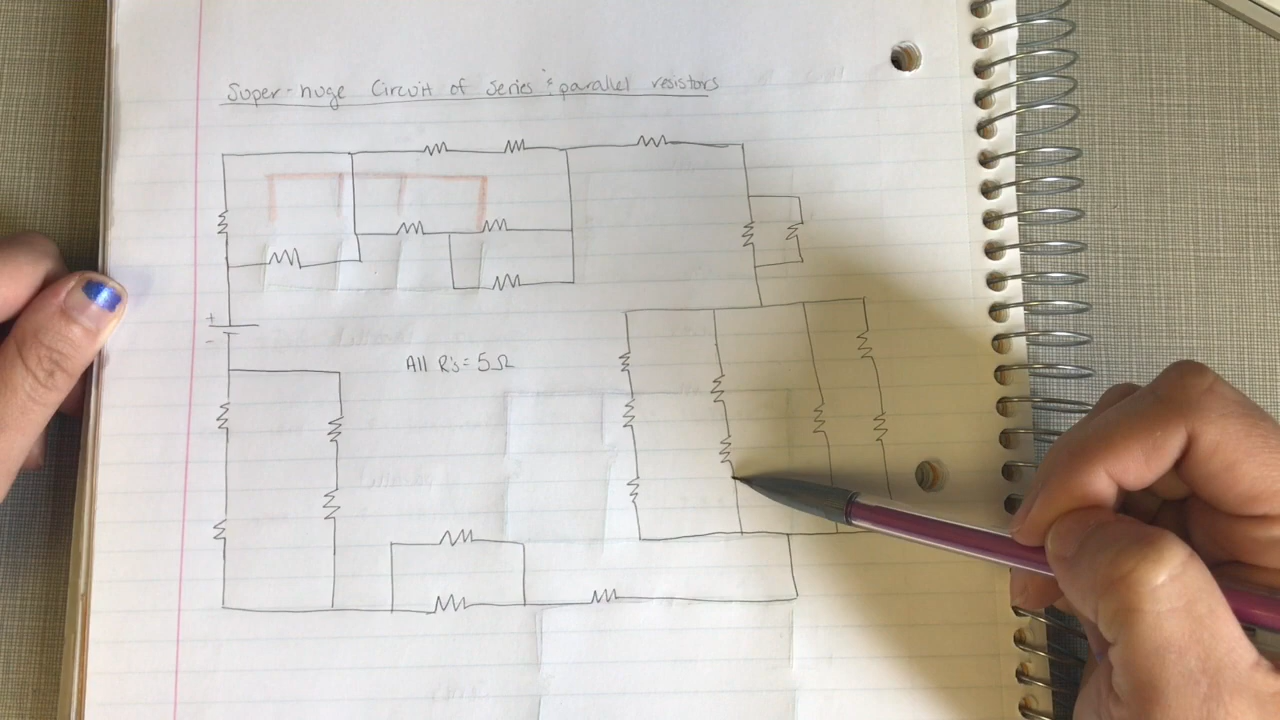 Super-huge Circuit of Series & parallel resistors
+
-
All R's = 5Ω